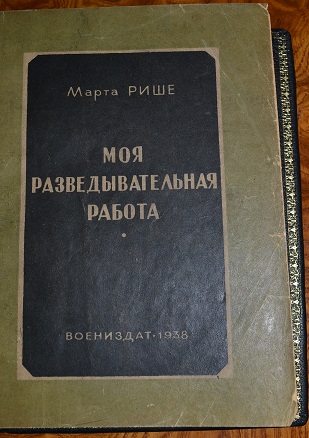 Марта РИШЕ
МОЯ
РАЗВЕДЫВАТЕЛЬНАЯ
РАБОТА
ВОЕНИЗДАТ·1938